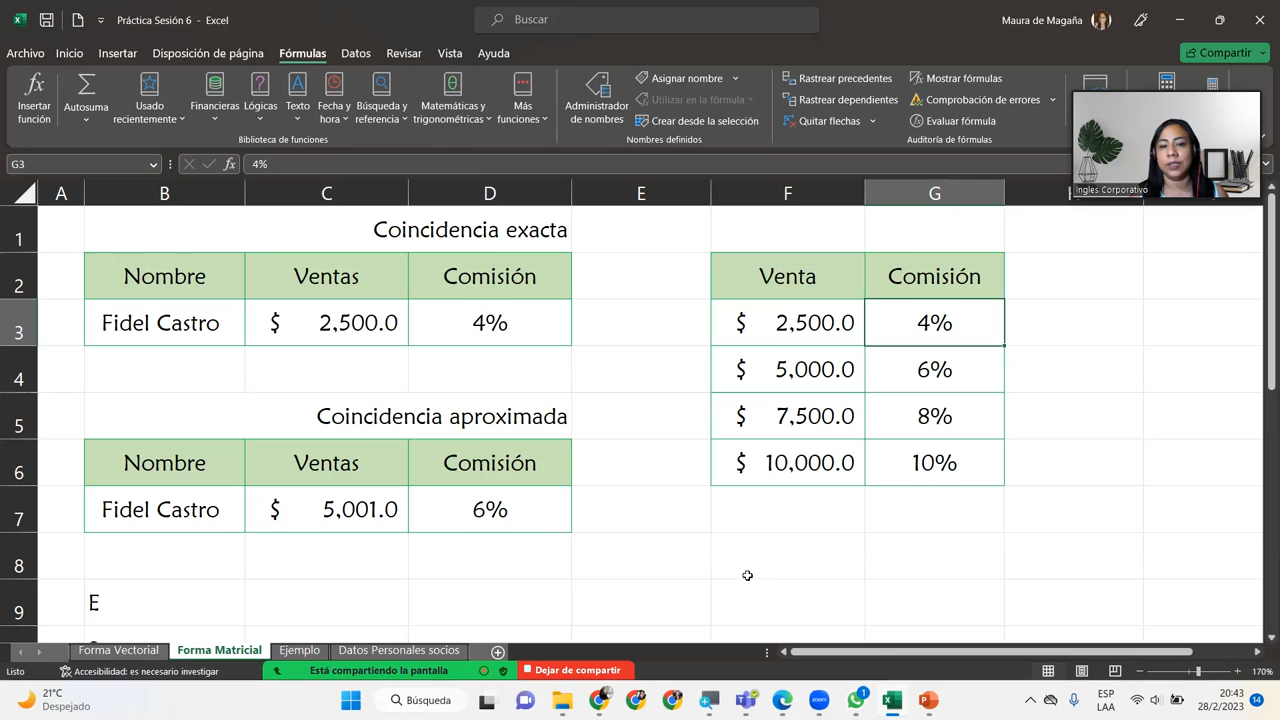 Práctica Sesión 6 - Excel
Buscar
Maura de Magaña
Archivo Inicio Insertar Disposición de página Fórmulas Datos Revisar Vista Ayuda
Compartir
Insertar función
Autosuma
Usado recientemente
Financieras
Lógicas
Texto
Fecha y hora
Búsqueda y referencia
Matemáticas y trigonométricas
Más funciones
Biblioteca de funciones
Administrador de nombres
Asignar nombre
Utilizar en la fórmula
Crear desde la selección
Nombres definidos
Rastrear precedentes
Rastrear dependientes
Quitar flechas
Mostrar fórmulas
Comprobación de errores
Evaluar fórmula
Auditoría de fórmulas
Ingles Corporativo
G3 fx 4%
A B C D E F G
1 Coincidencia exacta
2 Nombre Ventas Comisión Venta Comisión
3 Fidel Castro $ 2,500.0 4% $ 2,500.0 4%
4 $ 5,000.0 6%
5 Coincidencia aproximada $ 7,500.0 8%
6 Nombre Ventas Comisión $ 10,000.0 10%
7 Fidel Castro $ 5,001.0 6%
8
9 E
Forma Vectorial Forma Matricial Ejemplo Datos Personales socios
Listo Accesibilidad: es necesario investigar Está compartiendo la pantalla Dejar de compartir 170%
21°C
Despejado
Búsqueda
1
ESP
LAA
20:43
28/2/2023
14